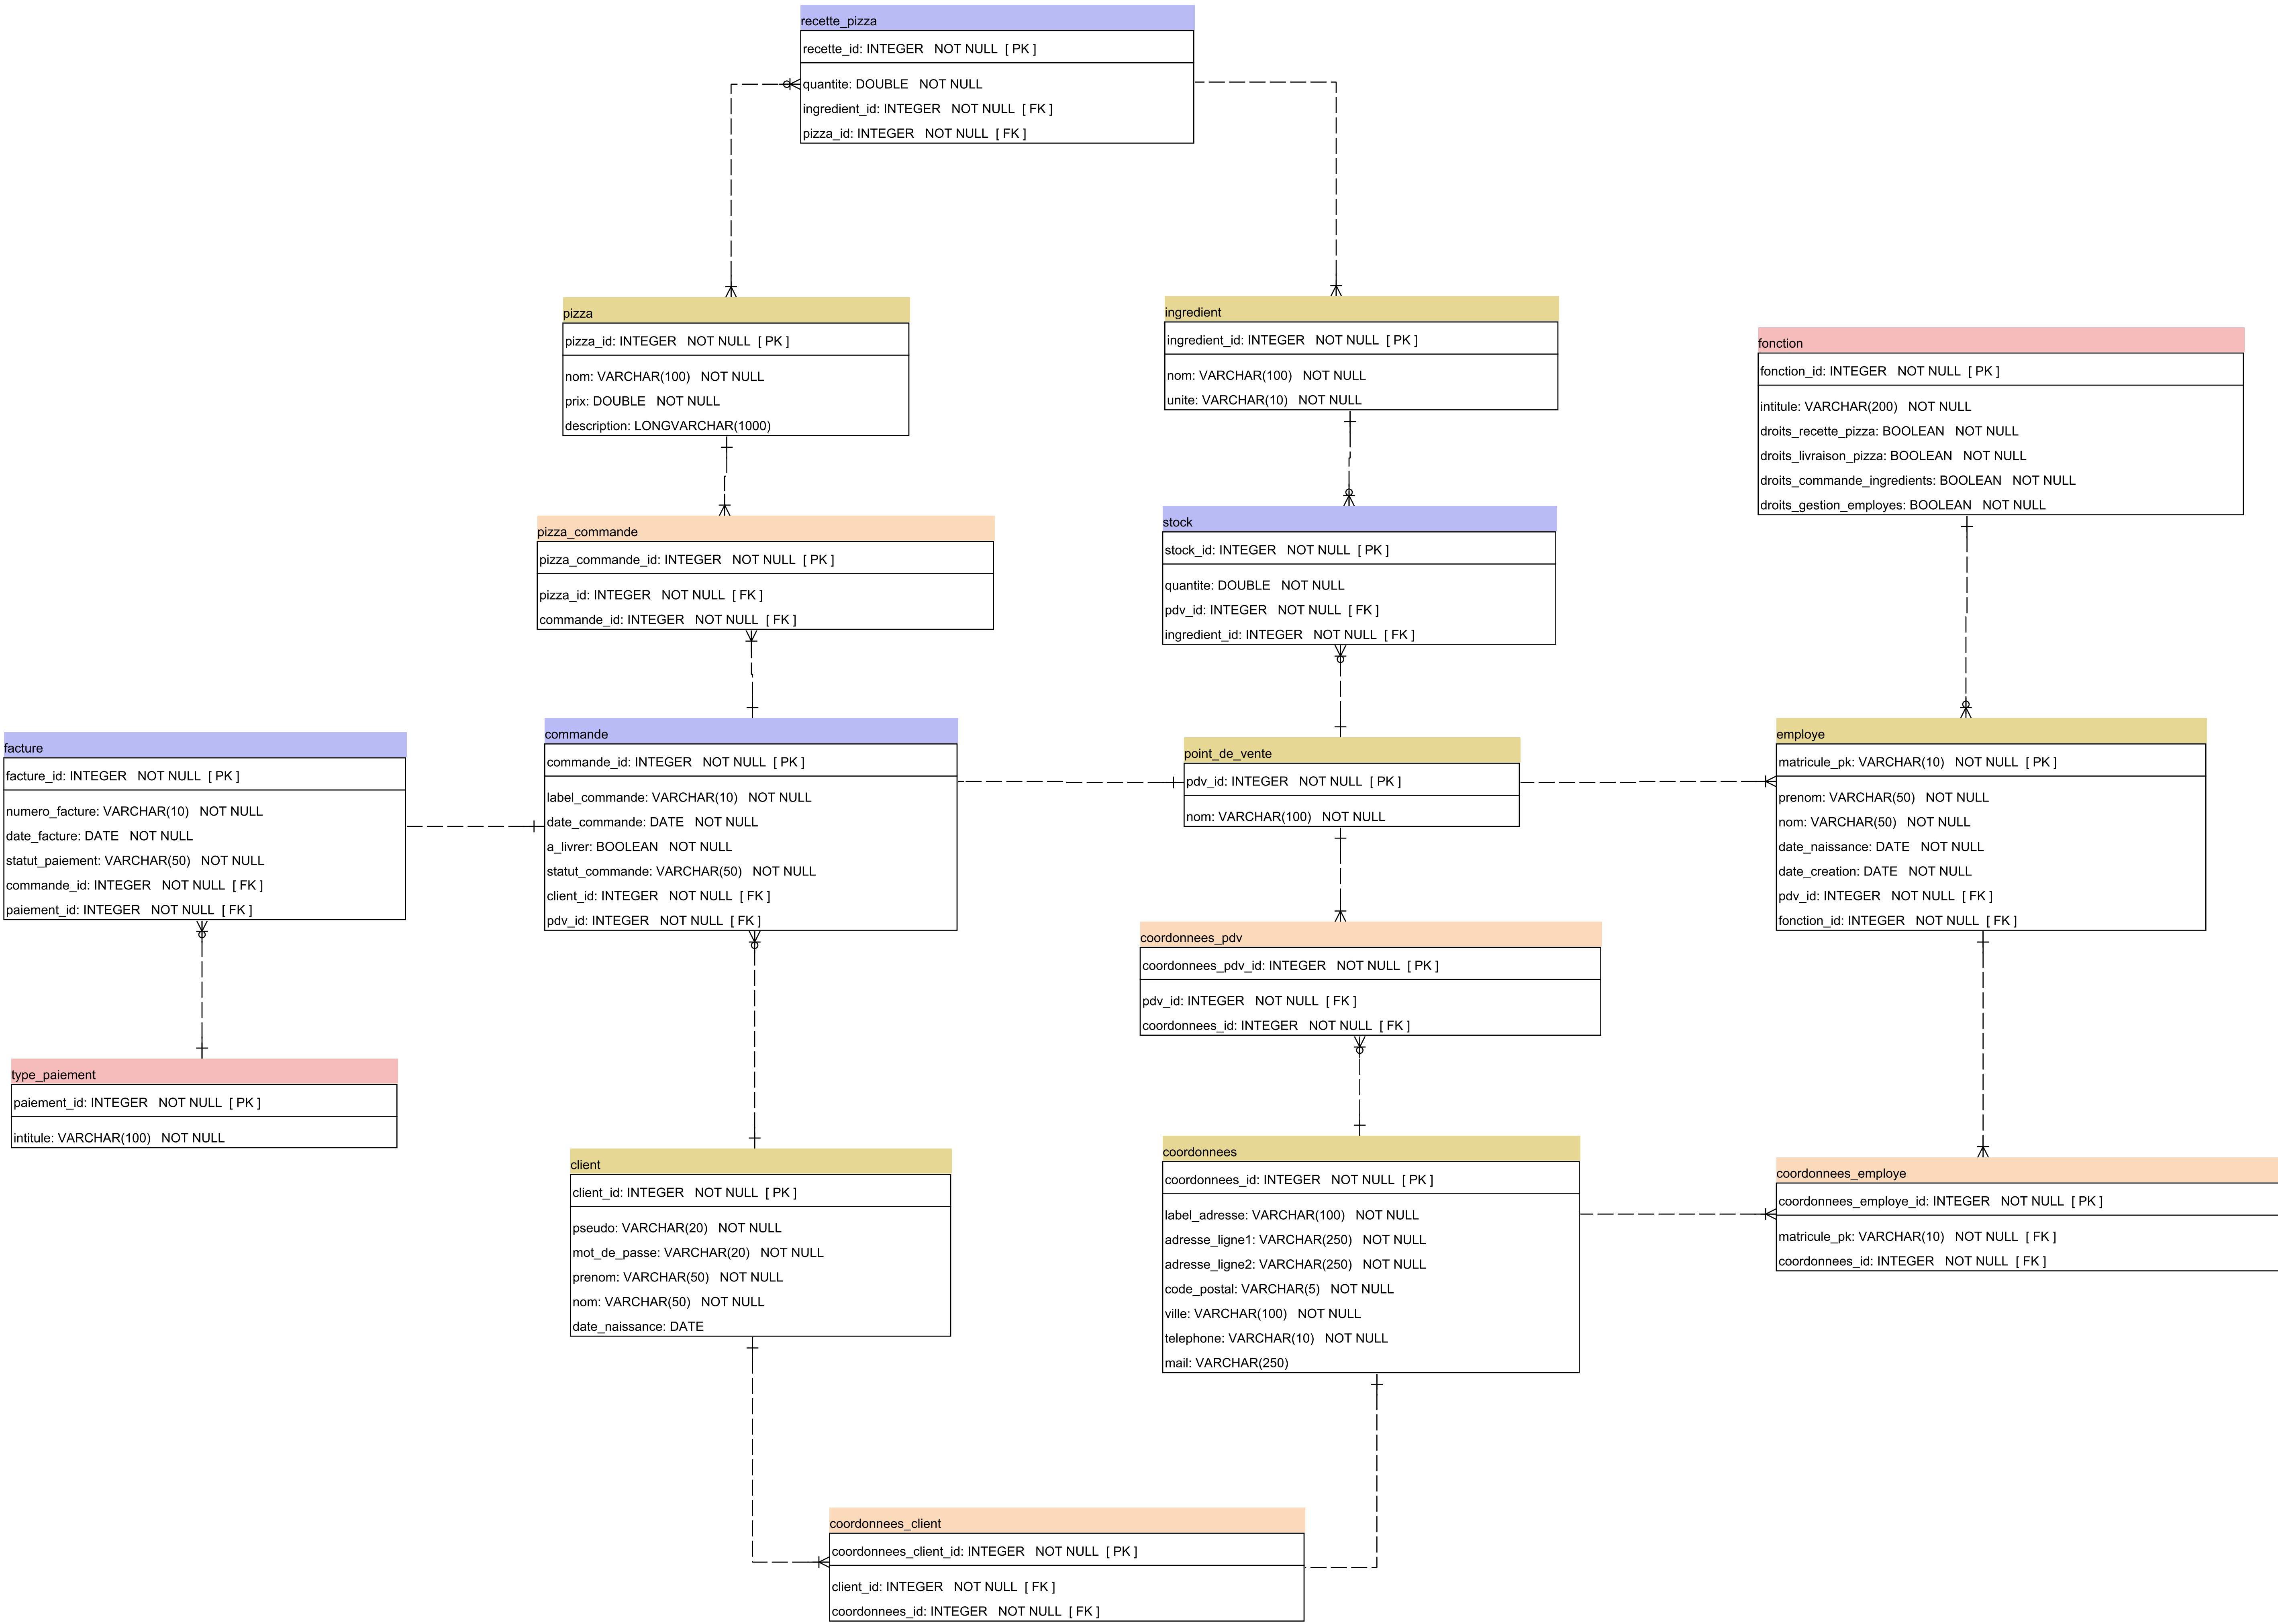 recette_pizza
recette_id: INTEGER NOT NULL [ PK ]
quantite: DOUBLE NOT NULL
ingredient_id: INTEGER NOT NULL [ FK ]
pizza_id: INTEGER NOT NULL [ FK ]
pizza
pizza_id: INTEGER NOT NULL [ PK ]
nom: VARCHAR(100) NOT NULL
prix: DOUBLE NOT NULL
description: LONGVARCHAR(1000)
ingredient
ingredient_id: INTEGER NOT NULL [ PK ]
nom: VARCHAR(100) NOT NULL
unite: VARCHAR(10) NOT NULL
fonction
fonction_id: INTEGER NOT NULL [ PK ]
intitule: VARCHAR(200) NOT NULL
droits_recette_pizza: BOOLEAN NOT NULL
droits_livraison_pizza: BOOLEAN NOT NULL
droits_commande_ingredients: BOOLEAN NOT NULL
droits_gestion_employes: BOOLEAN NOT NULL
pizza_commande
pizza_commande_id: INTEGER NOT NULL [ PK ]
pizza_id: INTEGER NOT NULL [ FK ]
commande_id: INTEGER NOT NULL [ FK ]
stock
stock_id: INTEGER NOT NULL [ PK ]
quantite: DOUBLE NOT NULL
pdv_id: INTEGER NOT NULL [ FK ]
ingredient_id: INTEGER NOT NULL [ FK ]
facture
facture_id: INTEGER NOT NULL [ PK ]
numero_facture: VARCHAR(10) NOT NULL
date_facture: DATE NOT NULL
statut_paiement: VARCHAR(50) NOT NULL
commande_id: INTEGER NOT NULL [ FK ]
paiement_id: INTEGER NOT NULL [ FK ]
commande
commande_id: INTEGER NOT NULL [ PK ]
label_commande: VARCHAR(10) NOT NULL
date_commande: DATE NOT NULL
a_livrer: BOOLEAN NOT NULL
statut_commande: VARCHAR(50) NOT NULL
client_id: INTEGER NOT NULL [ FK ]
pdv_id: INTEGER NOT NULL [ FK ]
point_de_vente
pdv_id: INTEGER NOT NULL [ PK ]
nom: VARCHAR(100) NOT NULL
employe
matricule_pk: VARCHAR(10) NOT NULL [ PK ]
prenom: VARCHAR(50) NOT NULL
nom: VARCHAR(50) NOT NULL
date_naissance: DATE NOT NULL
date_creation: DATE NOT NULL
pdv_id: INTEGER NOT NULL [ FK ]
fonction_id: INTEGER NOT NULL [ FK ]
coordonnees_pdv
coordonnees_pdv_id: INTEGER NOT NULL [ PK ]
pdv_id: INTEGER NOT NULL [ FK ]
coordonnees_id: INTEGER NOT NULL [ FK ]
type_paiement
paiement_id: INTEGER NOT NULL [ PK ]
intitule: VARCHAR(100) NOT NULL
client
client_id: INTEGER NOT NULL [ PK ]
pseudo: VARCHAR(20) NOT NULL
mot_de_passe: VARCHAR(20) NOT NULL
prenom: VARCHAR(50) NOT NULL
nom: VARCHAR(50) NOT NULL
date_naissance: DATE
coordonnees
coordonnees_id: INTEGER NOT NULL [ PK ]
label_adresse: VARCHAR(100) NOT NULL
adresse_ligne1: VARCHAR(250) NOT NULL
adresse_ligne2: VARCHAR(250) NOT NULL
code_postal: VARCHAR(5) NOT NULL
ville: VARCHAR(100) NOT NULL
telephone: VARCHAR(10) NOT NULL
mail: VARCHAR(250)
coordonnees_employe
coordonnees_employe_id: INTEGER NOT NULL [ PK ]
matricule_pk: VARCHAR(10) NOT NULL [ FK ]
coordonnees_id: INTEGER NOT NULL [ FK ]
coordonnees_client
coordonnees_client_id: INTEGER NOT NULL [ PK ]
client_id: INTEGER NOT NULL [ FK ]
coordonnees_id: INTEGER NOT NULL [ FK ]